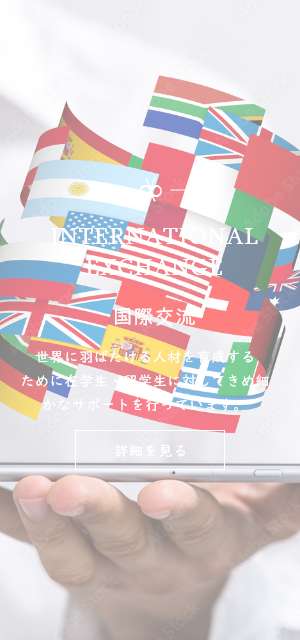 INTERNATIONAL
EXCHANGE
国際交流
世界に羽ばたける人材を育成する
ために在学生・留学生に対してきめ細
かなサポートを行っています。
詳細を見る